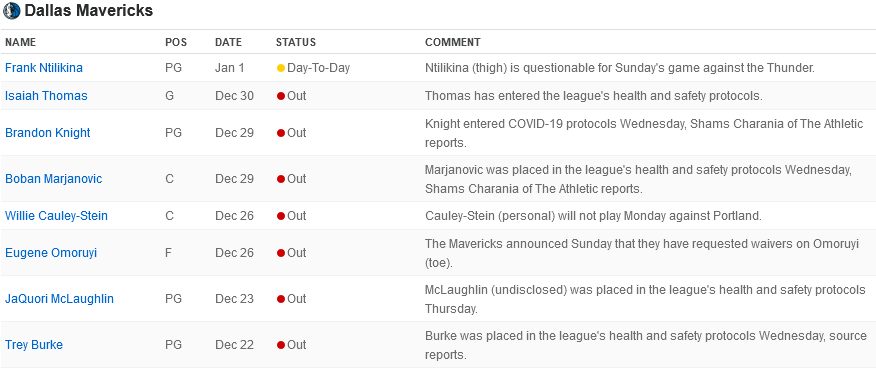 Dallas Mavericks
NAME POS DATE STATUS COMMENT
Frank Ntilikina PG Jan 1 Day-To-Day Ntilikina (thigh) is questionable for Sunday's game against the Thunder.
Isaiah Thomas G Dec 30 Out Thomas has entered the league's health and safety protocols.
Brandon Knight PG Dec 29 Out Knight entered COVID-19 protocols Wednesday, Shams Charania of The Athletic
reports.
Boban Marjanovic C Dec 29 Out Marjanovic was placed in the league's health and safety protocols Wednesday,
Shams Charania of The Athletic reports.
Willie Cauley-Stein C Dec 26 Out Cauley-Stein (personal) will not play Monday against Portland.
Eugene Omoruyi F Dec 26 Out The Mavericks announced Sunday that they have requested waivers on Omoruyi
(toe).
JaQuori McLaughlin PG Dec 23 Out McLaughlin (undisclosed) was placed in the league's health and safety protocols
Thursday.
Trey Burke PG Dec 22 Out Burke was placed in the league's health and safety protocols Wednesday, source
reports.